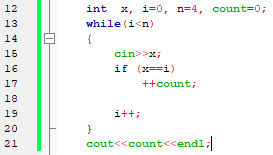 12 int x, i=0, n=4, count=0;
13 while(i<n)
14 {
15 cin>>x;
16 if (x==i)
17 ++count;
18
19 i++;
20 }
21 cout<<count<<endl;